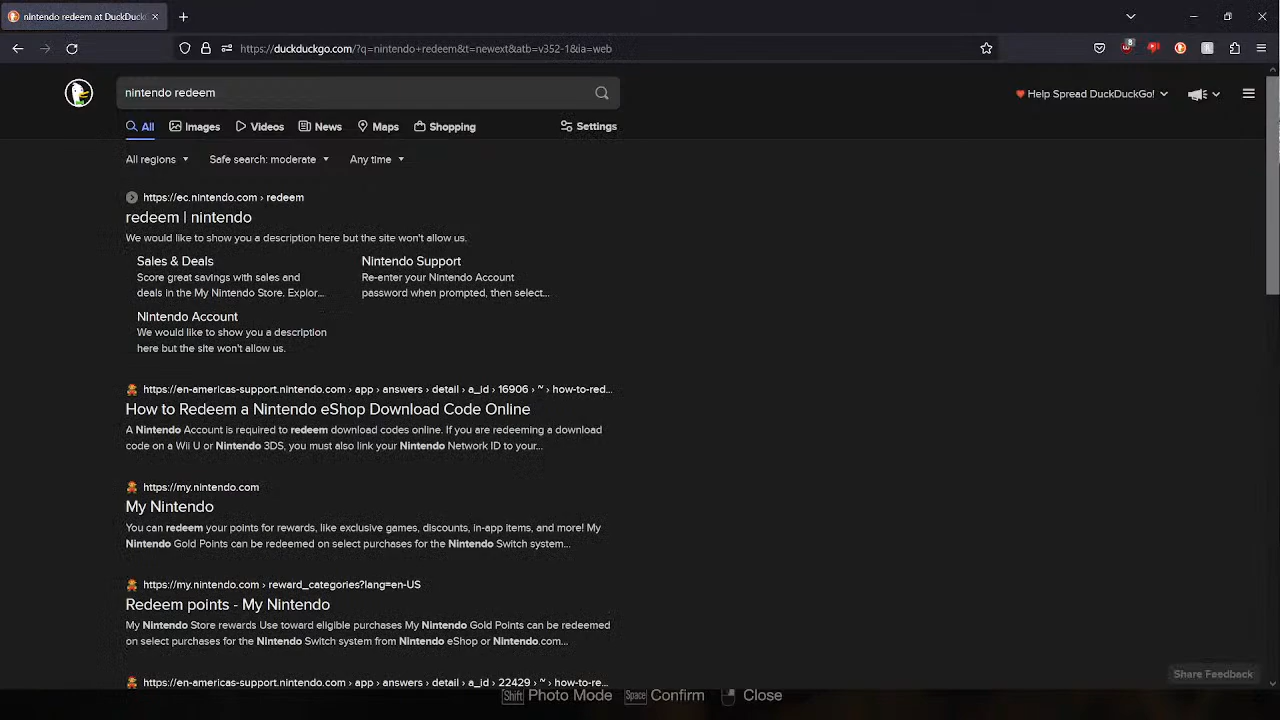 nintendo redeem at DuckDuck
https://duckduckgo.com/?q=nintendo+redeem&t=newext&atb=v352-1&ia=web
8
nintendo redeem
Help Spread DuckDuckGo!
All Images Videos News Maps Shopping Settings
All regions Safe search: moderate Any time
https://ec.nintendo.com › redeem
redeem | nintendo
We would like to show you a description here but the site won't allow us.
Sales & Deals
Score great savings with sales and
deals in the My Nintendo Store. Explor...
Nintendo Support
Re-enter your Nintendo Account
password when prompted, then select...
Nintendo Account
We would like to show you a description
here but the site won't allow us.
https://en-americas-support.nintendo.com › app › answers › detail › a_id › 16906 › ~ › how-to-red...
How to Redeem a Nintendo eShop Download Code Online
A Nintendo Account is required to redeem download codes online. If you are redeeming a download
code on a Wii U or Nintendo 3DS, you must also link your Nintendo Network ID to your...
https://my.nintendo.com
My Nintendo
You can redeem your points for rewards, like exclusive games, discounts, in-app items, and more! My
Nintendo Gold Points can be redeemed on select purchases for the Nintendo Switch system...
https://my.nintendo.com › reward_categories?lang=en-US
Redeem points - My Nintendo
My Nintendo Store rewards Use toward eligible purchases My Nintendo Gold Points can be redeemed
on select purchases for the Nintendo Switch system from Nintendo eShop or Nintendo.com...
https://en-americas-support.nintendo.com › app › answers › detail › a_id › 22429 › ~ › how-to-re...
Share Feedback
Shift Photo Mode Space Confirm Close